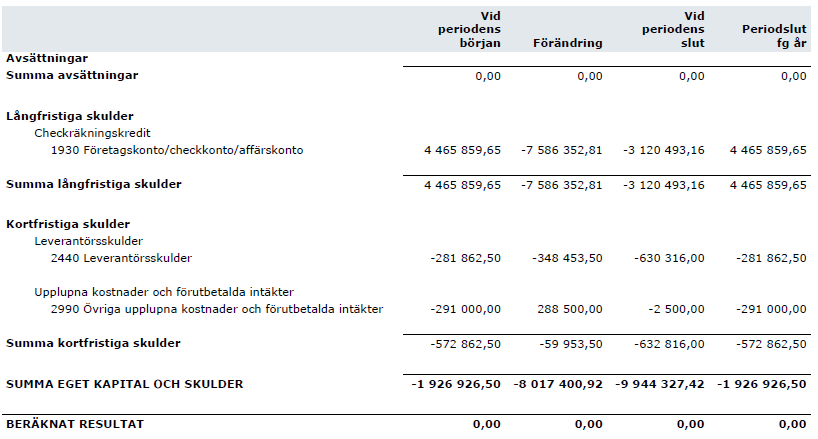 Vid periodens början Förändring Vid periodens slut Periodslut fg år
Avsättningar
Summa avsättningar 0,00 0,00 0,00 0,00
Långfristiga skulder
Checkräkningskredit
1930 Företagskonto/checkkonto/affärskonto 4 465 859,65 -7 586 352,81 -3 120 493,16 4 465 859,65
Summa långfristiga skulder 4 465 859,65 -7 586 352,81 -3 120 493,16 4 465 859,65
Kortfristiga skulder
Leverantörsskulder
2440 Leverantörsskulder -281 862,50 -348 453,50 -630 316,00 -281 862,50
Upplupna kostnader och förutbetalda intäkter
2990 Övriga upplupna kostnader och förutbetalda intäkter -291 000,00 288 500,00 -2 500,00 -291 000,00
Summa kortfristiga skulder -572 862,50 -59 953,50 -632 816,00 -572 862,50
SUMMA EGET KAPITAL OCH SKULDER -1 926 926,50 -8 017 400,92 -9 944 327,42 -1 926 926,50
BERÄKNAT RESULTAT 0,00 0,00 0,00 0,00